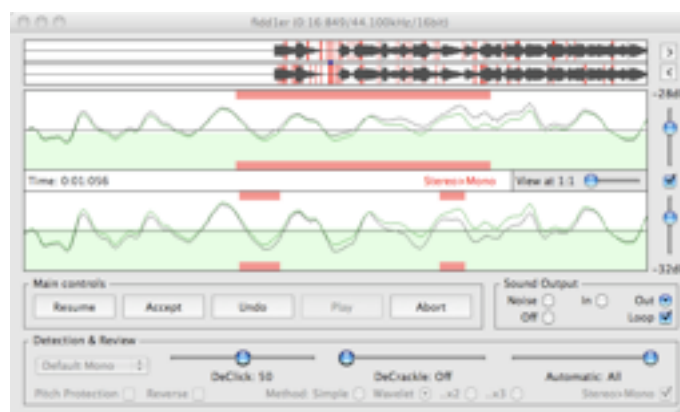 fiddler (0:16.849/44.100kHz/16bit)
-28dB
Time: 0:01.056 Stereo>Mono View at 1:1
-32dB
Main controls
Resume Accept Undo Play Abort
Sound Output
Noise In Out
Off Loop
Detection & Review
Default Mono
DeClick: 50 DeCrackle: Off Automatic: All
Pitch Protection Reverse Method: Simple Wavelet ..x2 ..x3 Stereo>Mono